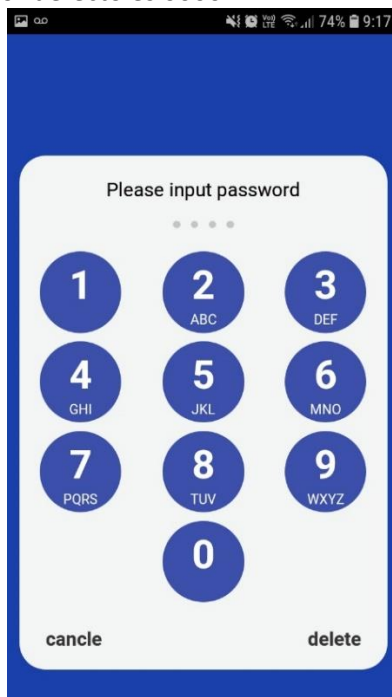 74% 9:17
Please input password
1 2 3
ABC DEF
4 5 6
GHI JKL MNO
7 8 9
PQRS TUV WXYZ
0
cancle delete